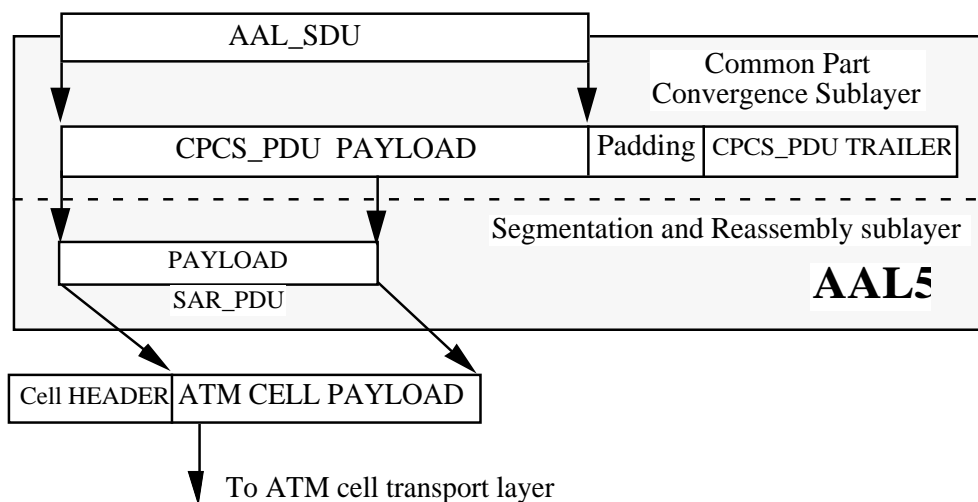 AAL_SDU
Common Part
Convergence Sublayer
CPCS_PDU PAYLOAD
Padding
CPCS_PDU TRAILER
Segmentation and Reassembly sublayer
PAYLOAD
SAR_PDU
AAL5
Cell HEADER
ATM CELL PAYLOAD
To ATM cell transport layer